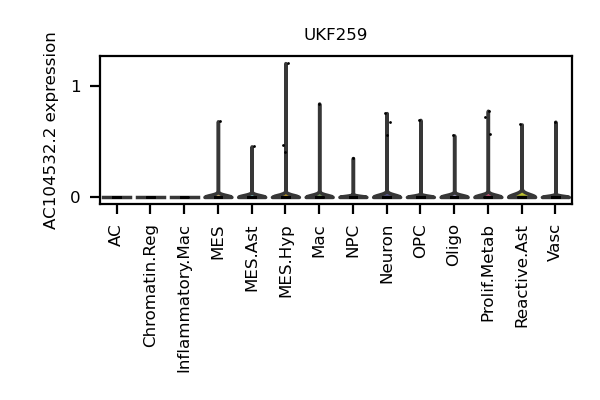 UKF259
AC104532.2 expression
1
0
AC
Chromatin.Reg
Inflammatory.Mac
MES
MES.Ast
MES.Hyp
Mac
NPC
Neuron
OPC
Oligo
Prolif.Metab
Reactive.Ast
Vasc